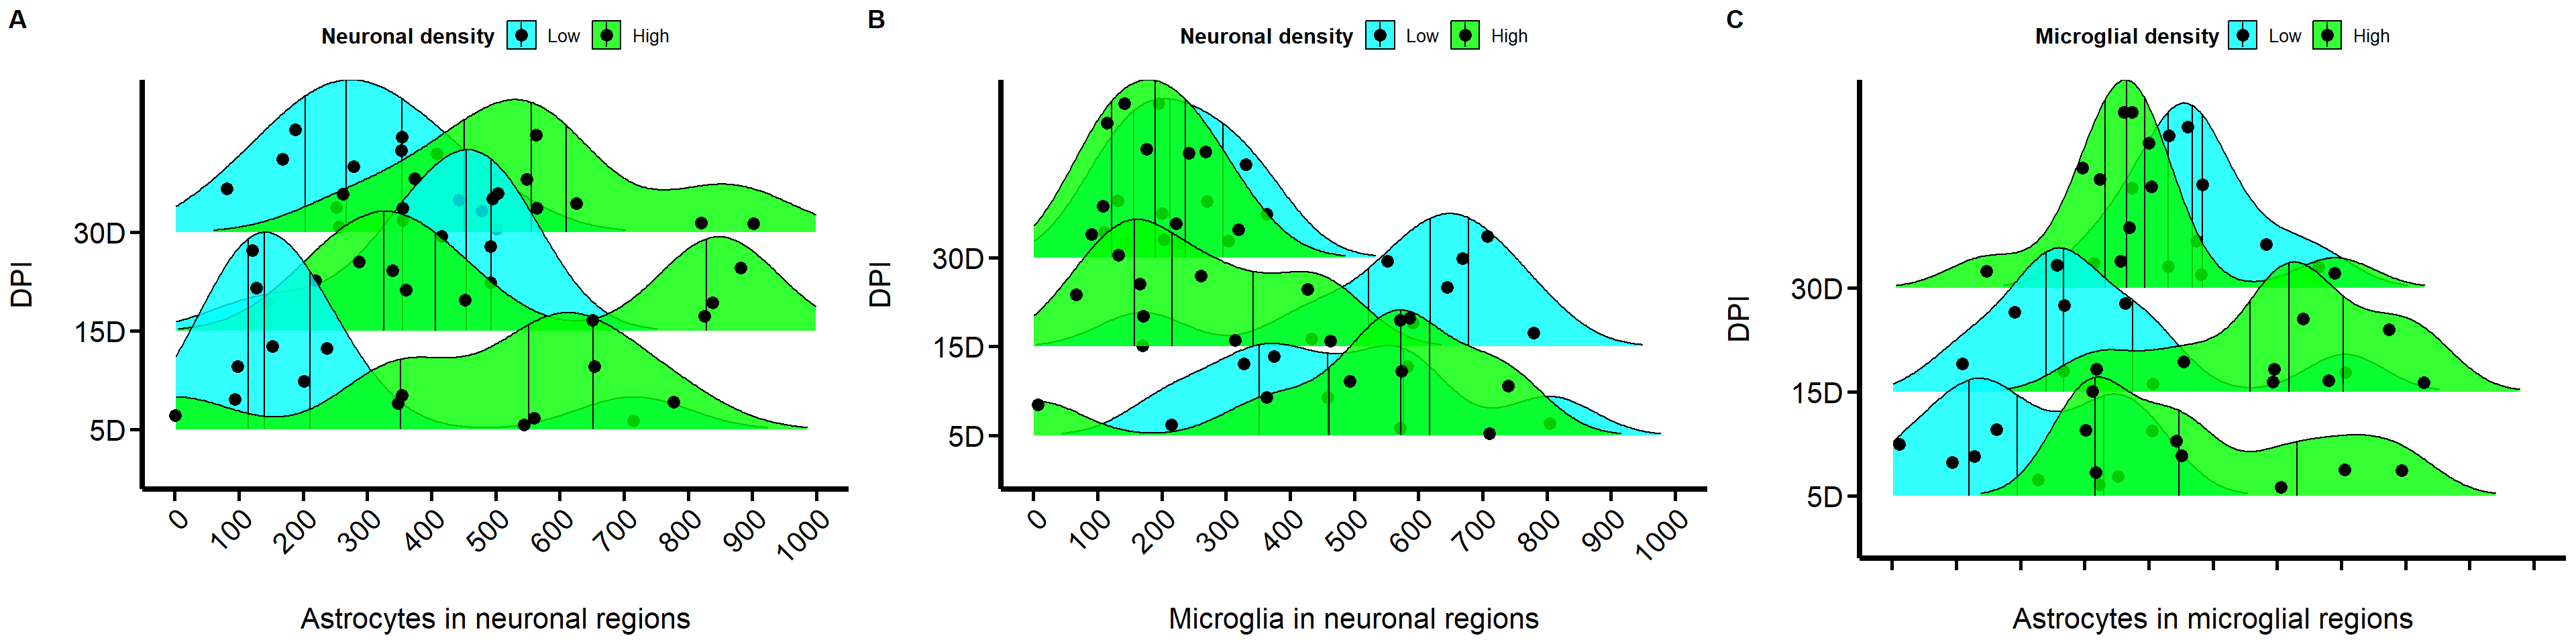 A
Neuronal density Low High
DPI
30D
15D
5D
0 100 200 300 400 500 600 700 800 900 1000
Astrocytes in neuronal regions
B
Neuronal density Low High
DPI
30D
15D
5D
0 100 200 300 400 500 600 700 800 900 1000
Microglia in neuronal regions
C
Microglial density Low High
DPI
30D
15D
5D
Astrocytes in microglial regions